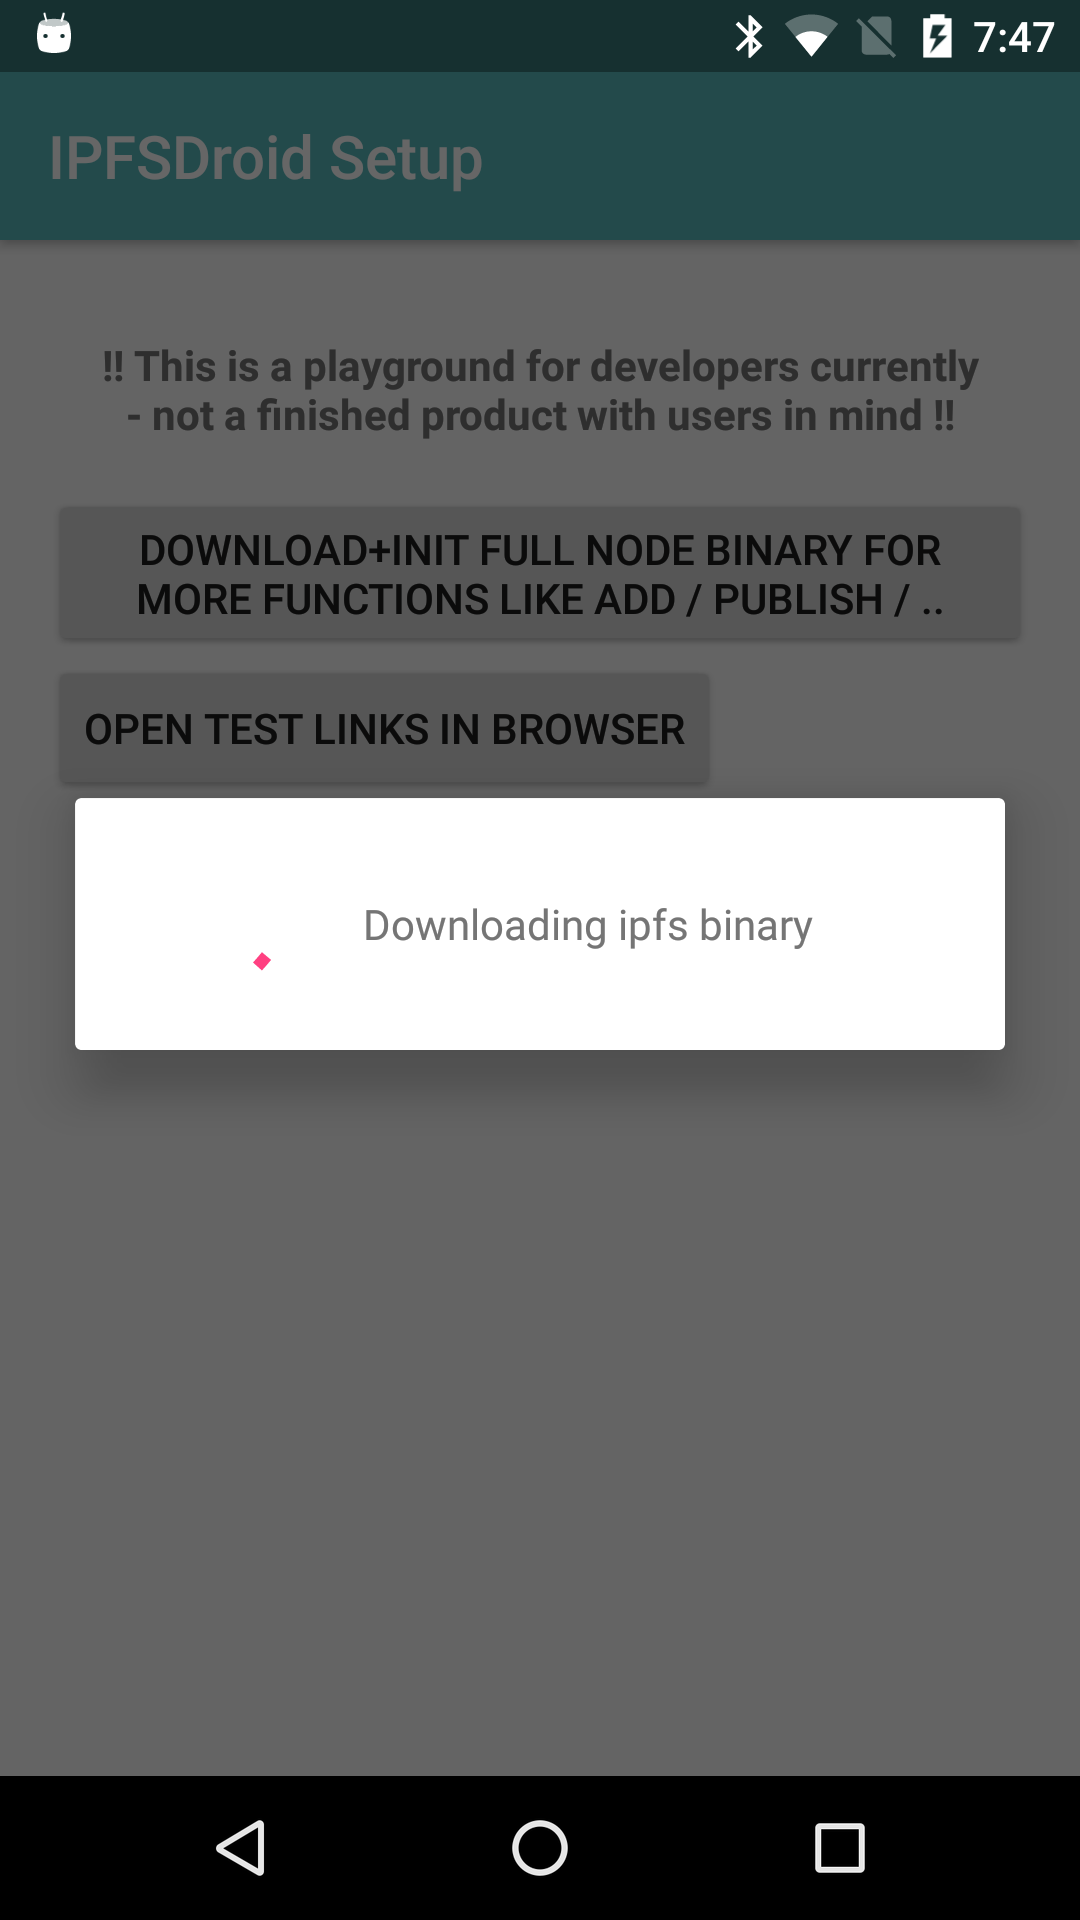 7:47
IPFSDroid Setup
!! This is a playground for developers currently
- not a finished product with users in mind !!
DOWNLOAD+INIT FULL NODE BINARY FOR
MORE FUNCTIONS LIKE ADD / PUBLISH / ..
OPEN TEST LINKS IN BROWSER
Downloading ipfs binary